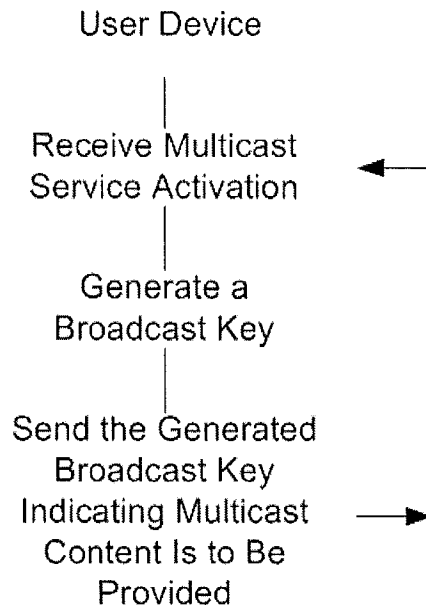 User Device
Receive Multicast
Service Activation
Generate a
Broadcast Key
Send the Generated
Broadcast Key
Indicating Multicast
Content Is to Be
Provided